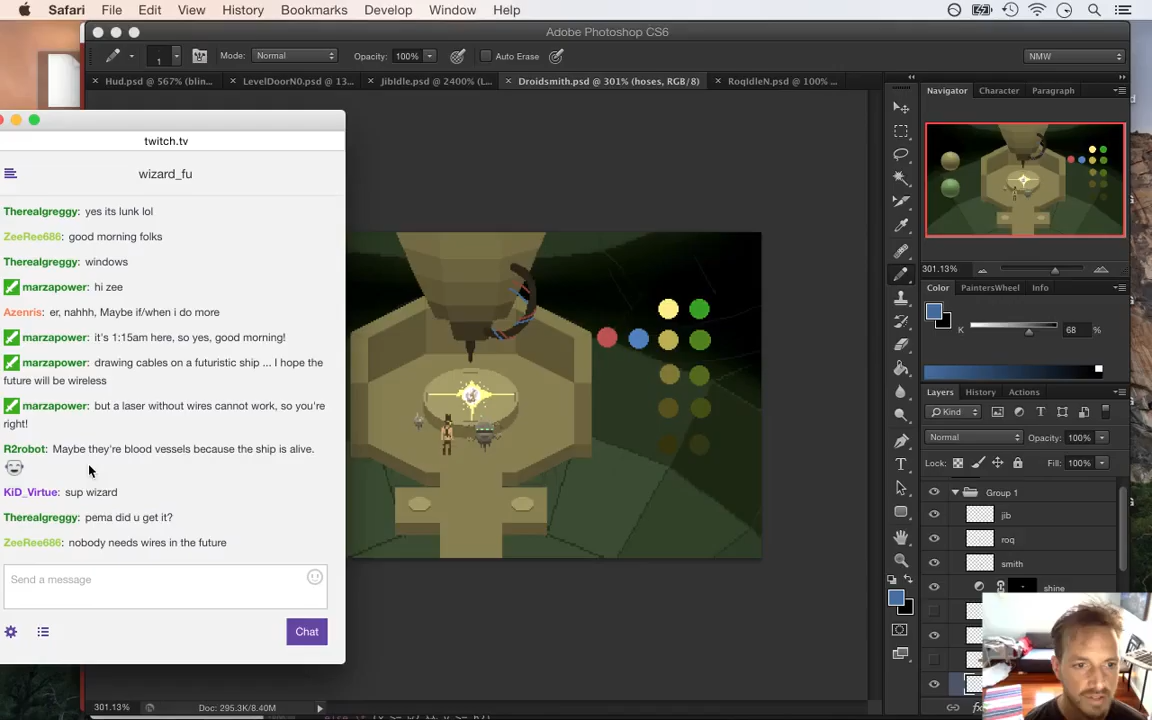 Safari File Edit View History Bookmarks Develop Window Help
Adobe Photoshop CS6
1 Mode: Normal Opacity: 100% Auto Erase NMW
Hud.psd @ 567% (blin... LevelDoorN0.psd @ 13... JibIdle.psd @ 2400% (L... Droidsmith.psd @ 301% (hoses, RGB/8) RoqIdleN.psd @ 100% ...
Navigator Character Paragraph
twitch.tv
wizard_fu
Therealgreggy: yes its lunk lol
ZeeRee686: good morning folks
Therealgreggy: windows
marzapower: hi zee
Azenris: er, nahhh, Maybe if/when i do more
marzapower: it's 1:15am here, so yes, good morning!
marzapower: drawing cables on a futuristic ship ... I hope the
future will be wireless
marzapower: but a laser without wires cannot work, so you're
right!
R2robot: Maybe they're blood vessels because the ship is alive.
KiD_Virtue: sup wizard
Therealgreggy: pema did u get it?
ZeeRee686: nobody needs wires in the future
Send a message
Chat
301.13%
Color PaintersWheel Info
K 68 %
Layers History Actions
Kind
Normal Opacity: 100%
Lock: Fill: 100%
Group 1
jib
roq
smith
shine
fx
301.13% Doc: 295.3K/8.40M